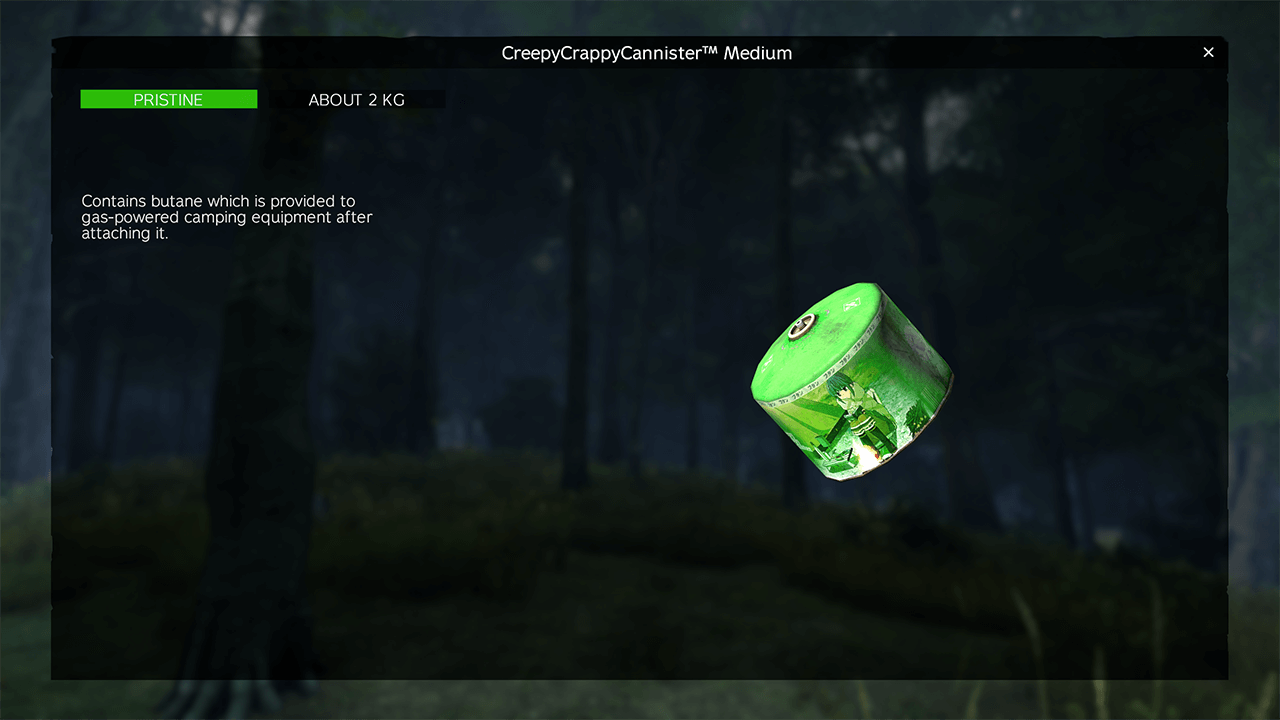 CreepyCrappyCannister™ Medium
PRISTINE
ABOUT 2 KG
Contains butane which is provided to
gas-powered camping equipment after
attaching it.